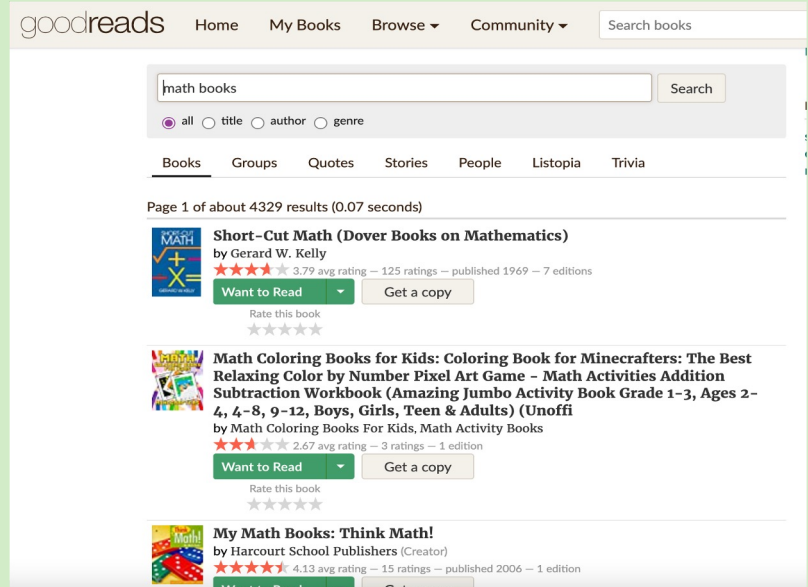 goodreads Home My Books Browse Community Search books
math books Search
all title author genre
Books Groups Quotes Stories People Listopia Trivia
Page 1 of about 4329 results (0.07 seconds)
SHORT-CUT
MATH
GERARD W. KELLY
Short-Cut Math (Dover Books on Mathematics)
by Gerard W. Kelly
3.79 avg rating — 125 ratings — published 1969 — 7 editions
Want to Read Get a copy
Rate this book
MATH
Math Coloring Books for Kids: Coloring Book for Minecrafters: The Best
Relaxing Color by Number Pixel Art Game - Math Activities Addition
Subtraction Workbook (Amazing Jumbo Activity Book Grade 1-3, Ages 2-
4, 4-8, 9-12, Boys, Girls, Teen & Adults) (Unoffi
by Math Coloring Books For Kids, Math Activity Books
2.67 avg rating — 3 ratings — 1 edition
Want to Read Get a copy
Rate this book
Think
Math!
My Math Books: Think Math!
by Harcourt School Publishers (Creator)
4.13 avg rating — 15 ratings — published 2006 — 1 edition